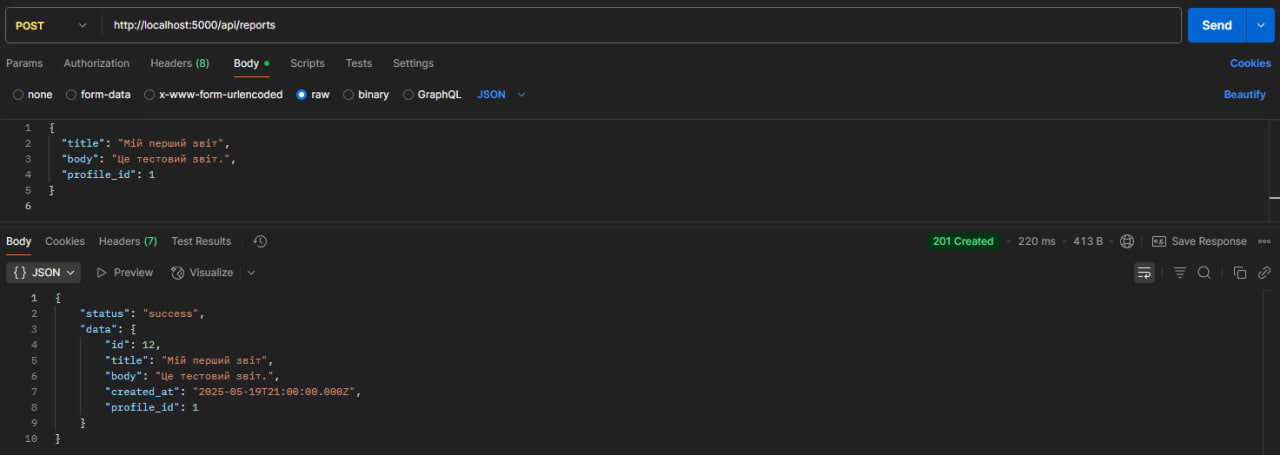 POST http://localhost:5000/api/reports Send
Params Authorization Headers (8) Body Scripts Tests Settings Cookies
none form-data x-www-form-urlencoded raw binary GraphQL JSON Beautify
1 {
2 "title": "Мій перший звіт",
3 "body": "Це тестовий звіт.",
4 "profile_id": 1
5 }
6
Body Cookies Headers (7) Test Results 201 Created • 220 ms • 413 B Save Response
{} JSON Preview Visualize
1 {
2 "status": "success",
3 "data": {
4 "id": 12,
5 "title": "Мій перший звіт",
6 "body": "Це тестовий звіт.",
7 "created_at": "2025-05-19T21:00:00.000Z",
8 "profile_id": 1
9 }
10 }